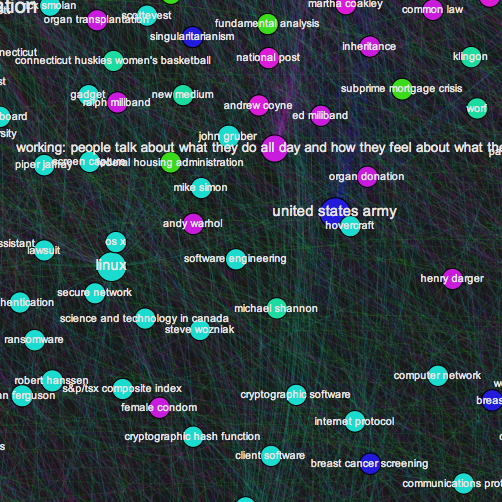 tion
smolan
organ transplantation
scottevest
martha coakley
common law
fundamental analysis
singularitarianism
inheritance
necticut
connecticut huskies women's basketball
national post
klingon
st
gadget
ralph miliband
new medium
subprime mortgage crisis
andrew coyne
worf
board
ed miliband
sity
john gruber
working: people talk about what they do all day and how they feel about what the
piper jaffray
screen capture
federal housing administration
organ donation
mike simon
united states army
andy warhol
hovercraft
ssistant
lawsuit
os x
linux
software engineering
henry darger
secure network
hentication
michael shannon
science and technology in canada
steve wozniak
ransomware
computer network
robert hanssen
s&p/tsx composite index
n ferguson
cryptographic software
breas
female condom
internet protocol
cryptographic hash function
s
client software
breast cancer screening
communications prot